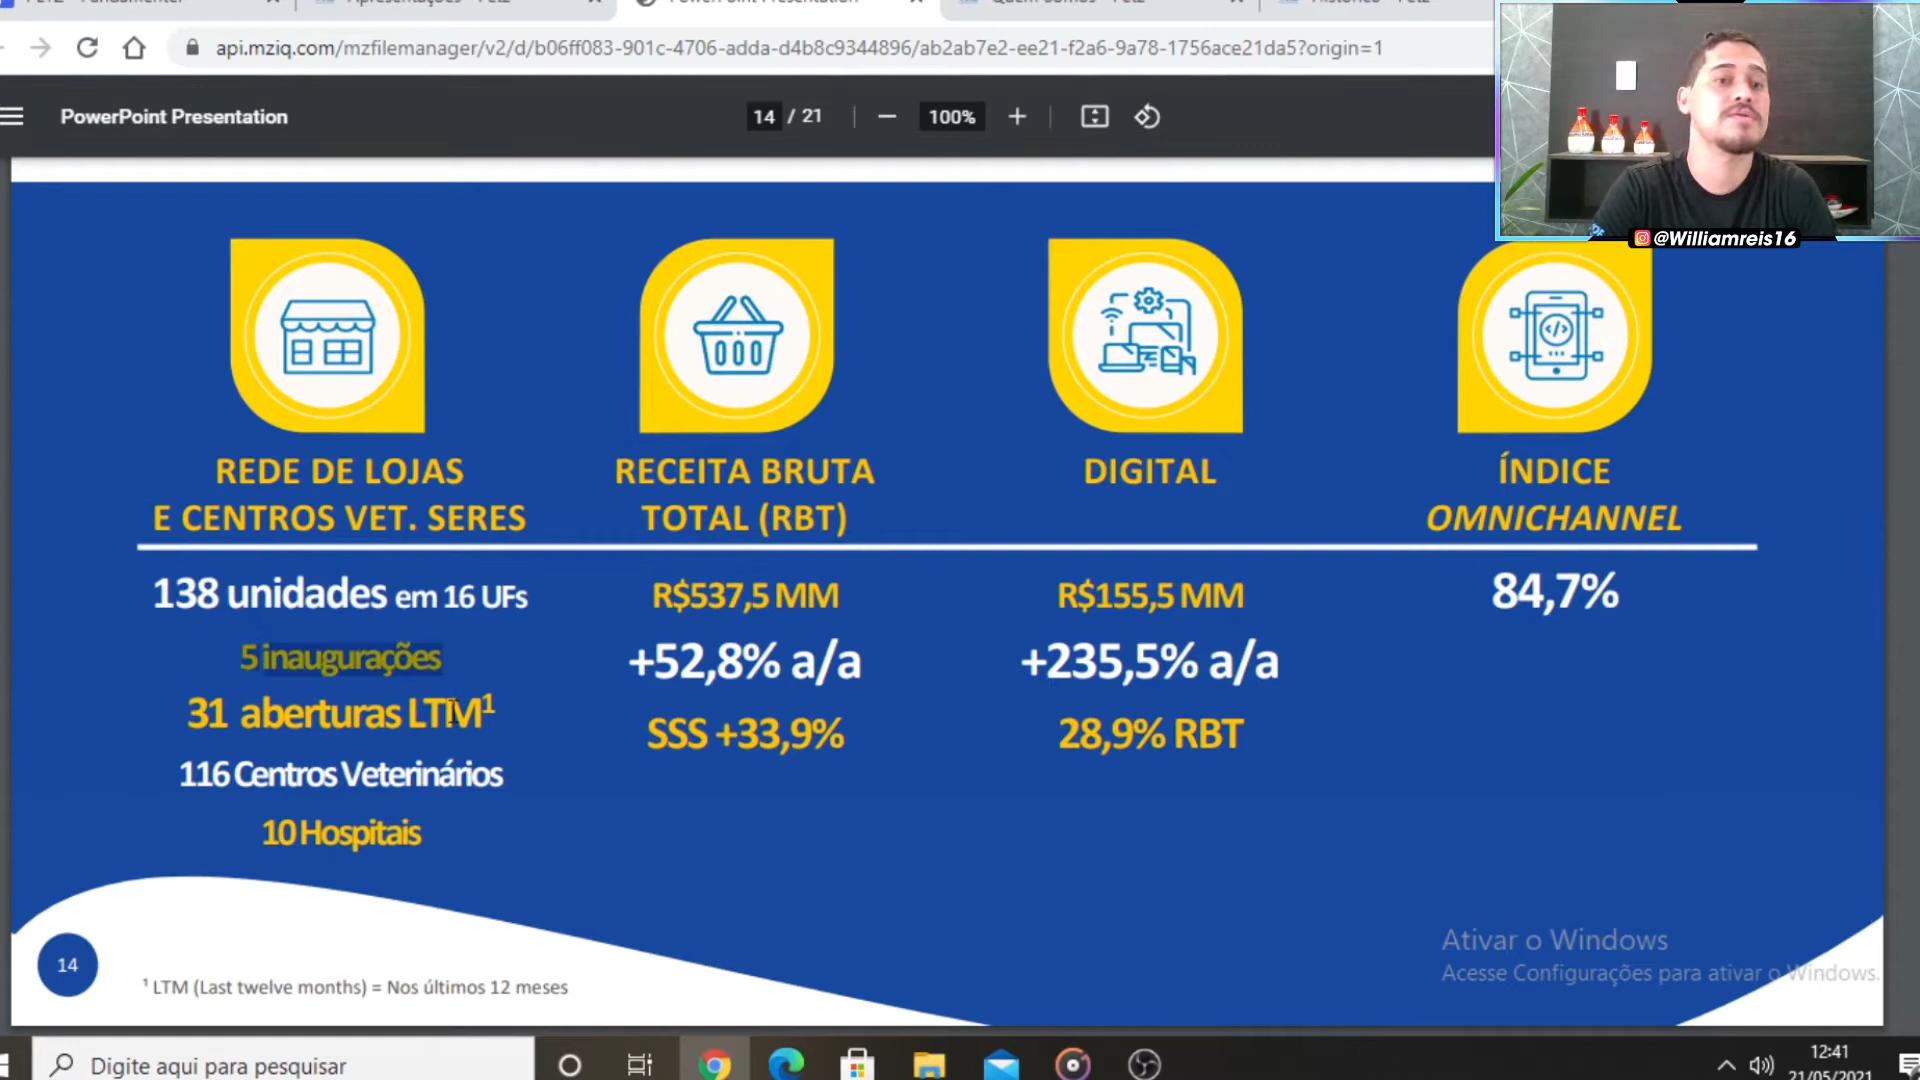 api.mziq.com/mzfilemanager/v2/d/b06ff083-901c-4706-adda-d4b8c9344896/ab2ab7e2-ee21-f2a6-9a78-1756ace21da5?origin=1
PowerPoint Presentation
14 / 21
100%
@Williamreis16
REDE DE LOJAS
E CENTROS VET. SERES
138 unidades em 16 UFs
5 inaugurações
31 aberturas LTM¹
116 Centros Veterinários
10 Hospitais
RECEITA BRUTA
TOTAL (RBT)
R$537,5 MM
+52,8% a/a
SSS +33,9%
DIGITAL
R$155,5 MM
+235,5% a/a
28,9% RBT
ÍNDICE
OMNICHANNEL
84,7%
Ativar o Windows
Acesse Configurações para ativar o Windows.
14
¹ LTM (Last twelve months) = Nos últimos 12 meses
Digite aqui para pesquisar
12:41
21/05/2021